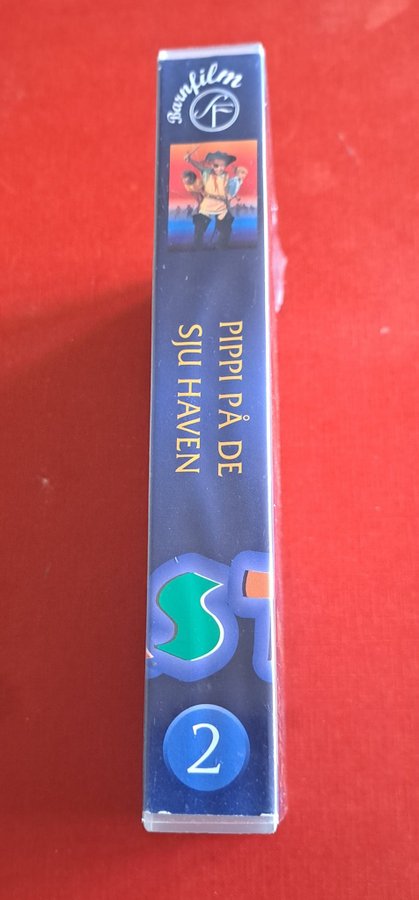 Barnfilm
SF
PIPPI PÅ DE
SJU HAVEN
2